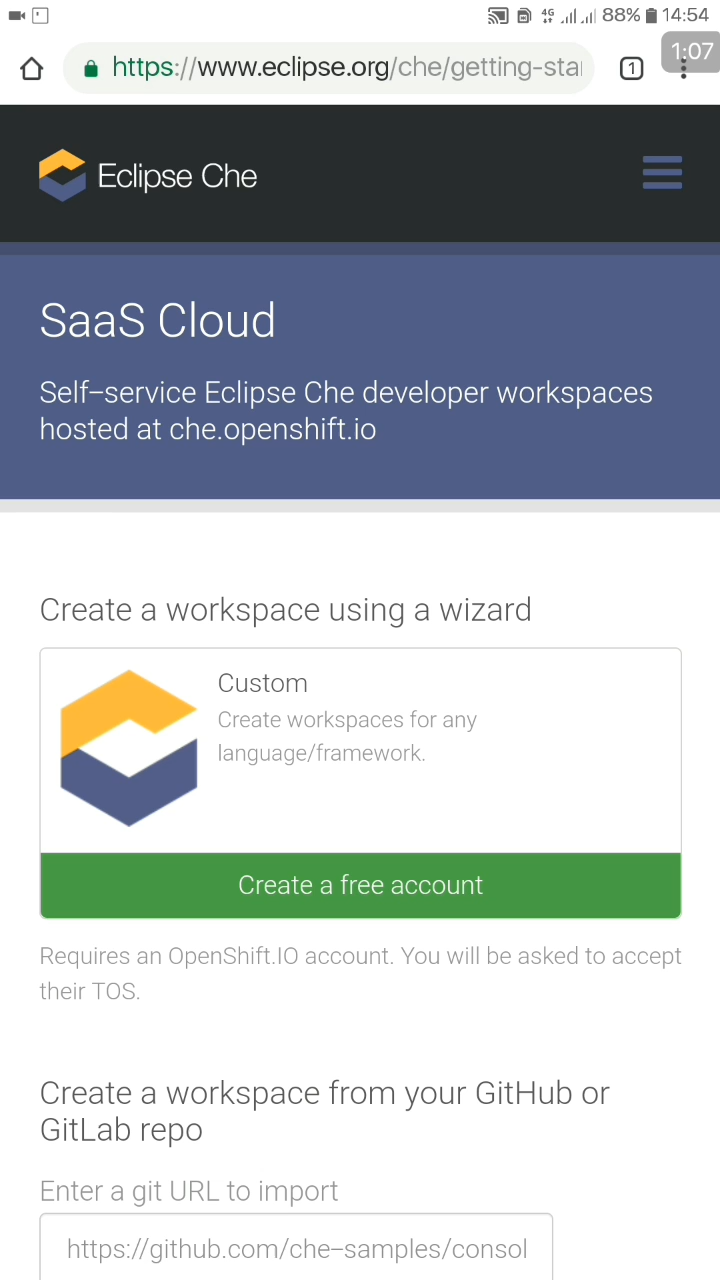 4G 88% 14:54
1:07
https://www.eclipse.org/che/getting-sta
1
Eclipse Che
SaaS Cloud
Self-service Eclipse Che developer workspaces
hosted at che.openshift.io
Create a workspace using a wizard
Custom
Create workspaces for any
language/framework.
Create a free account
Requires an OpenShift.IO account. You will be asked to accept
their TOS.
Create a workspace from your GitHub or
GitLab repo
Enter a git URL to import
https://github.com/che-samples/consol